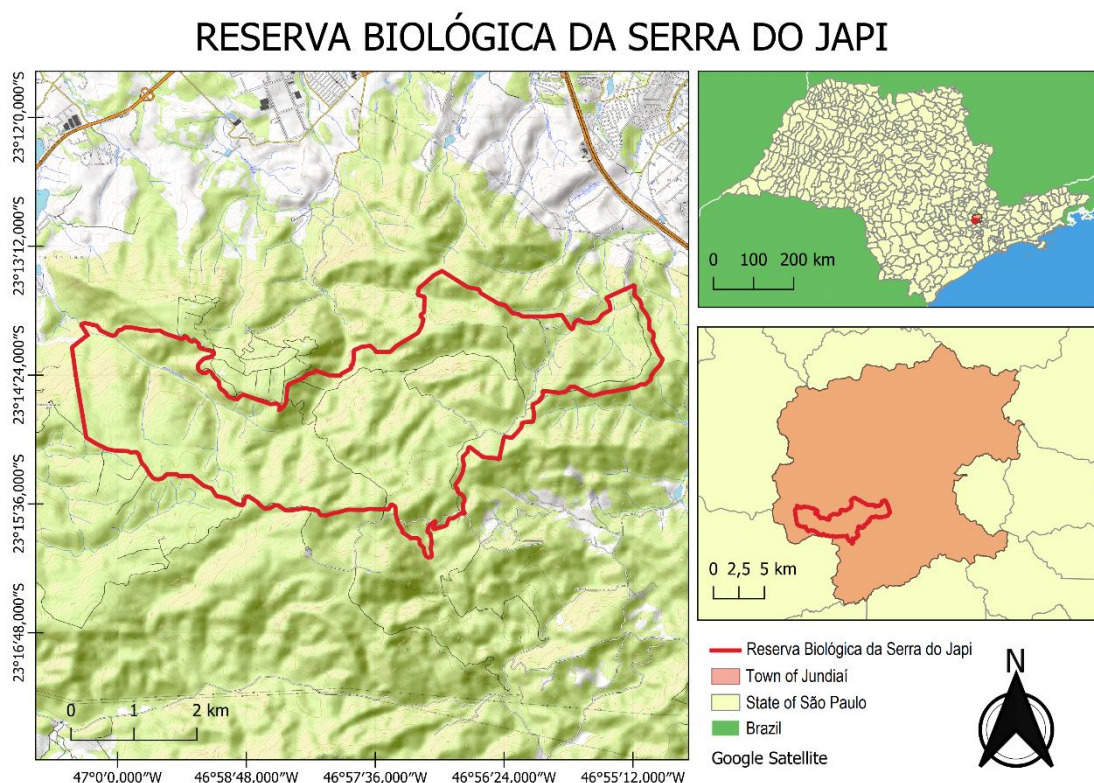 RESERVA BIOLÓGICA DA SERRA DO JAPI
23°12'0,000"S
23°13'12,000"S
23°14'24,000"S
23°15'36,000"S
23°16'48,000"S
0 1 2 km
47°0'0,000"W 46°58'48,000"W 46°57'36,000"W 46°56'24,000"W 46°55'12,000"W
0 100 200 km
0 2,5 5 km
Reserva Biológica da Serra do Japi
Town of Jundiaí
State of São Paulo
Brazil
Google Satellite
N